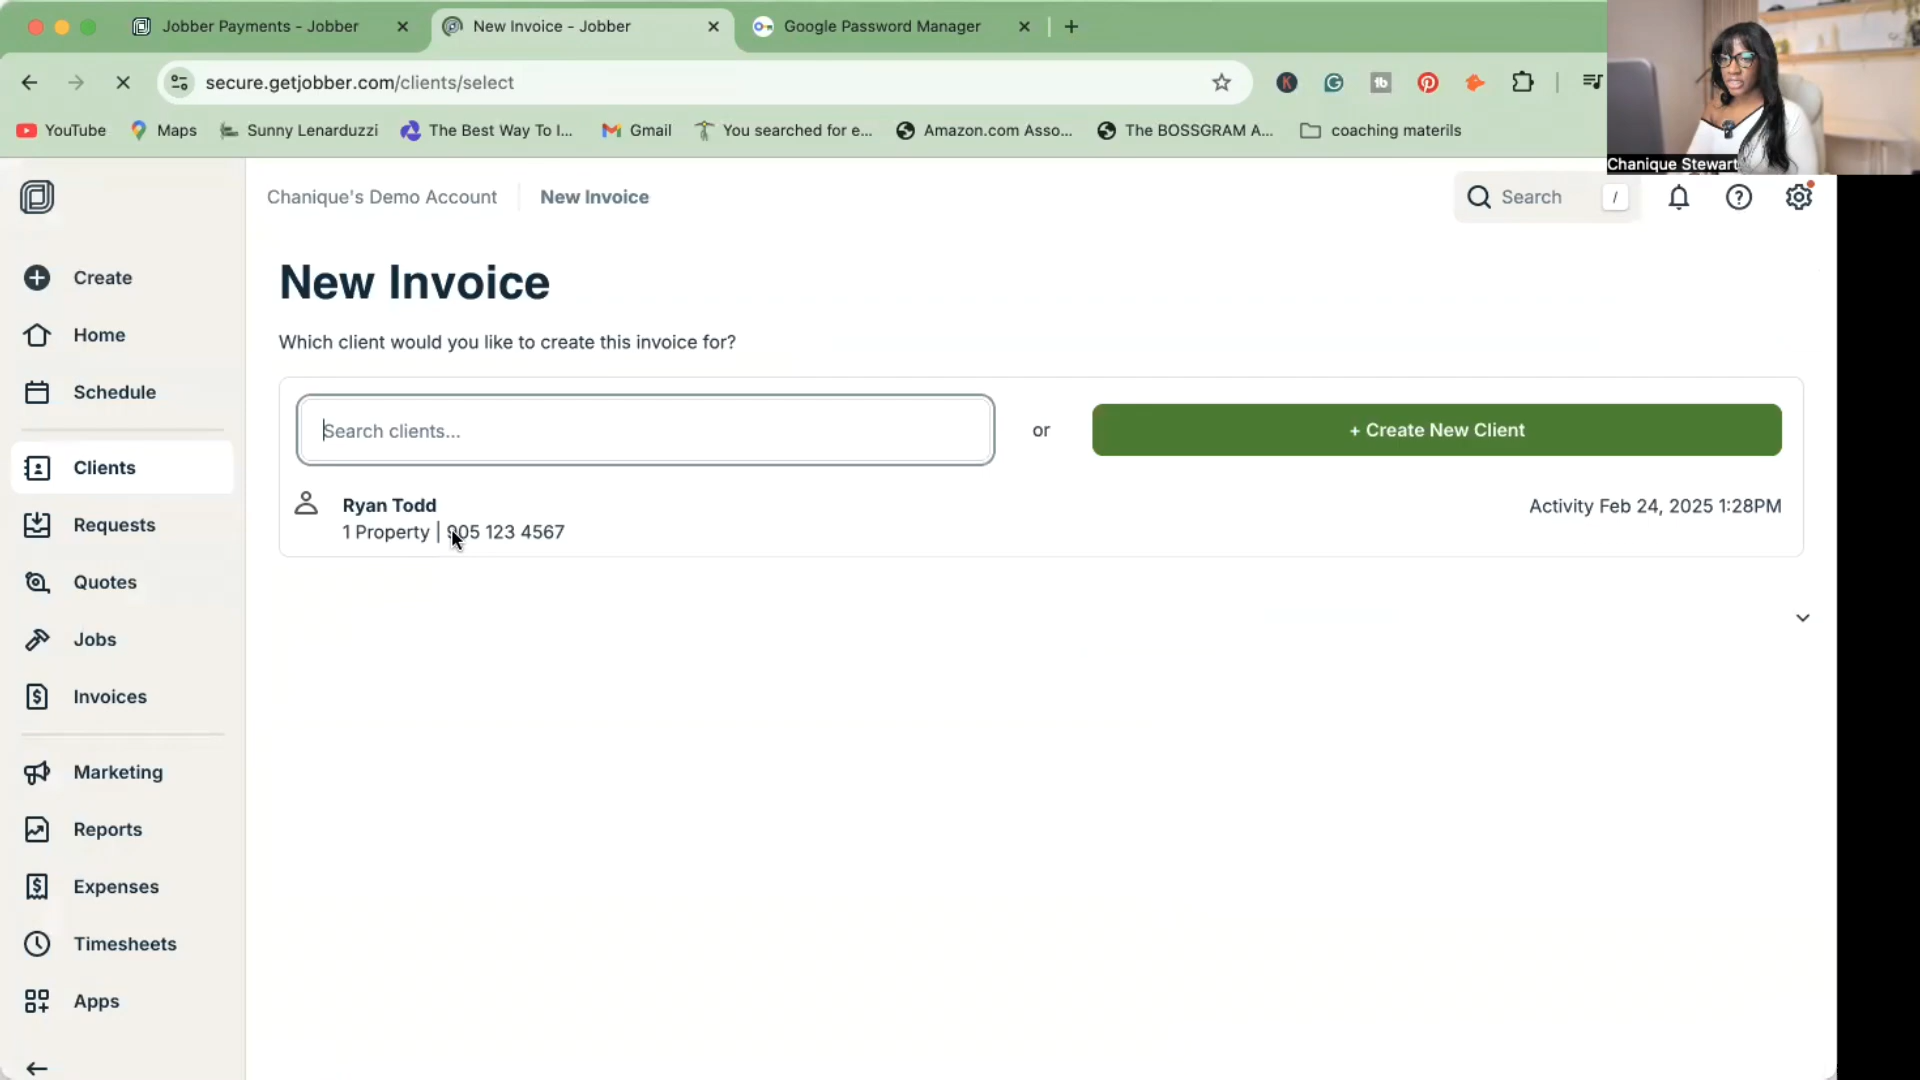 Jobber Payments - Jobber
New Invoice - Jobber
Google Password Manager
secure.getjobber.com/clients/select
YouTube
Maps
Sunny Lenarduzzi
The Best Way To I...
Gmail
You searched for e...
Amazon.com Asso...
The BOSSGRAM A...
coaching materils
Chanique Stewart
Chanique's Demo Account
New Invoice
Search /
Create
Home
Schedule
Clients
Requests
Quotes
Jobs
Invoices
Marketing
Reports
Expenses
Timesheets
Apps
New Invoice
Which client would you like to create this invoice for?
Search clients...
or
+ Create New Client
Ryan Todd
Activity Feb 24, 2025 1:28PM
1 Property | 905 123 4567